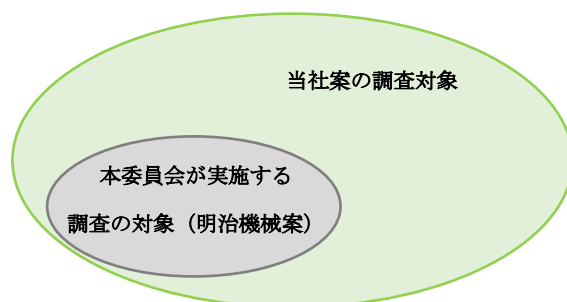 当社案の調査対象
本委員会が実施する
調査の対象（明治機械案）